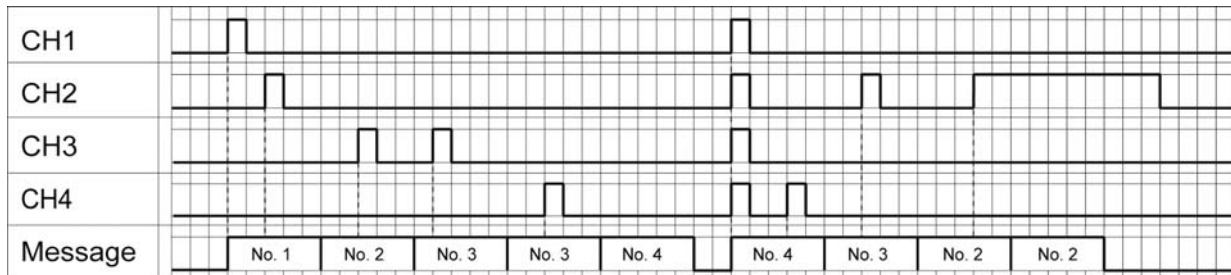 CH1
CH2
CH3
CH4
Message No. 1 No. 2 No. 3 No. 3 No. 4 No. 4 No. 3 No. 2 No. 2